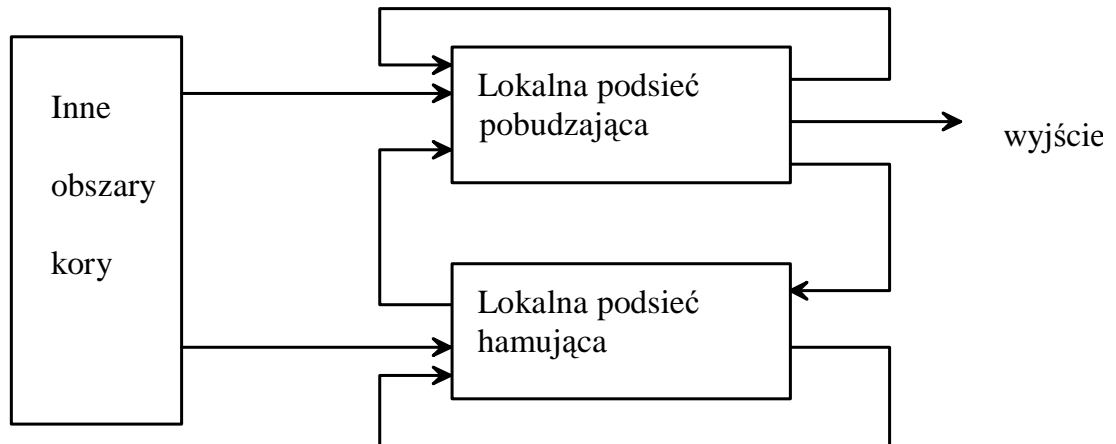 Inne
obszary
kory
Lokalna podsieć
pobudzająca
wyjście
Lokalna podsieć
hamująca